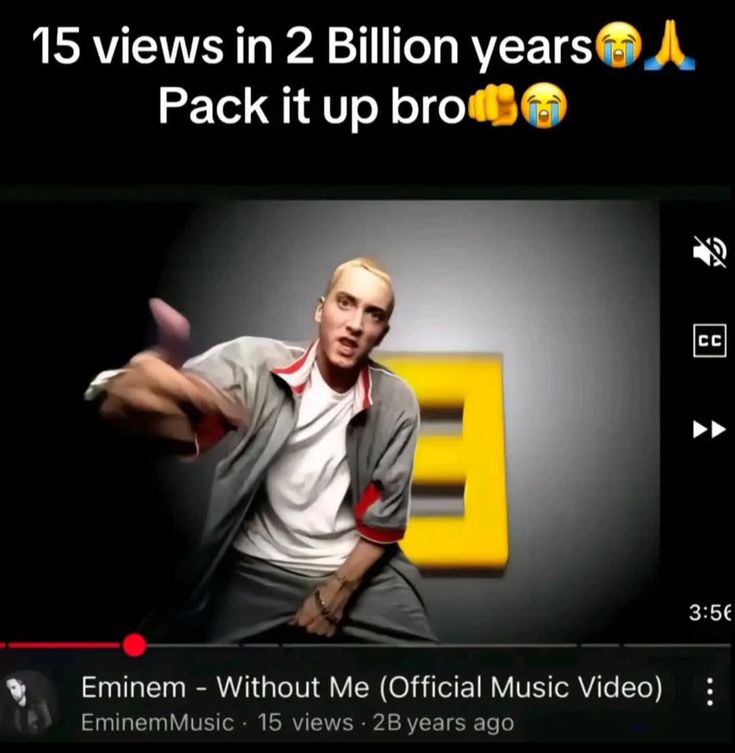 15 views in 2 Billion years😭🙏
Pack it up bro🫵😭
E
CC
3:56
Eminem - Without Me (Official Music Video)
EminemMusic · 15 views · 2B years ago